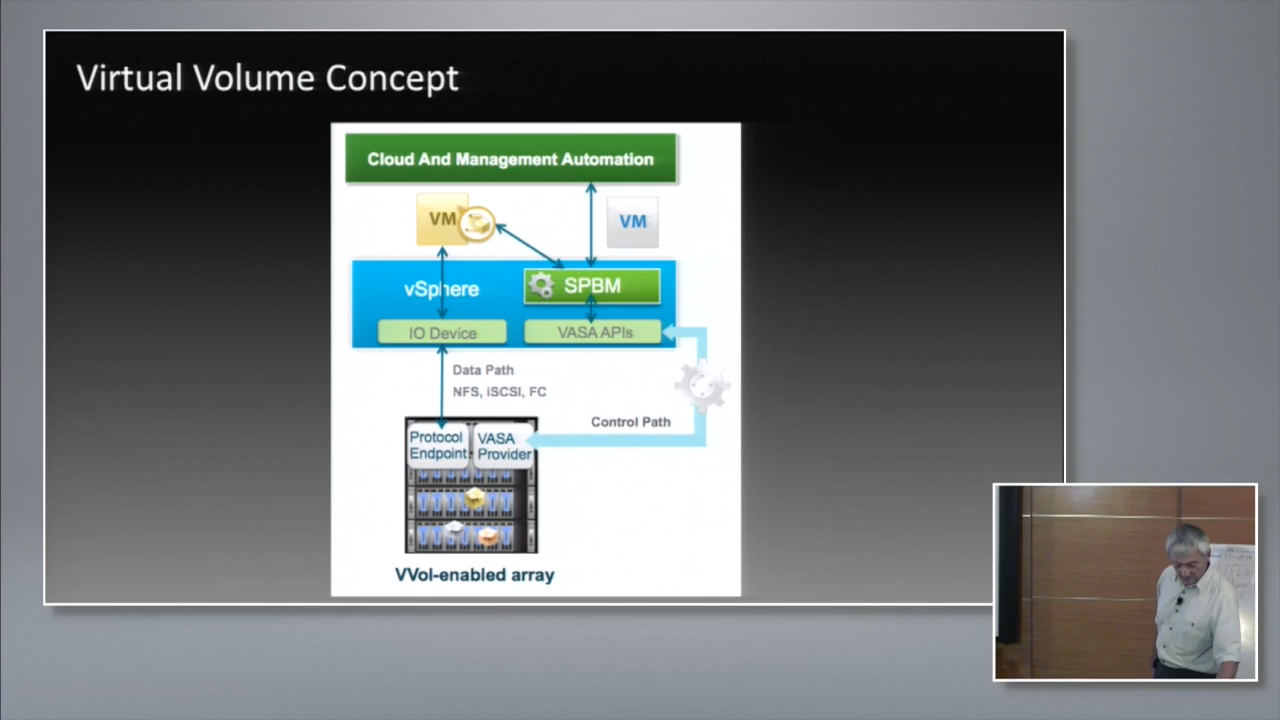 Virtual Volume Concept
Cloud And Management Automation
VM
VM
vSphere
SPBM
IO Device
VASA APIs
Data Path
NFS, iSCSI, FC
Control Path
Protocol
Endpoint
VASA
Provider
VVol-enabled array